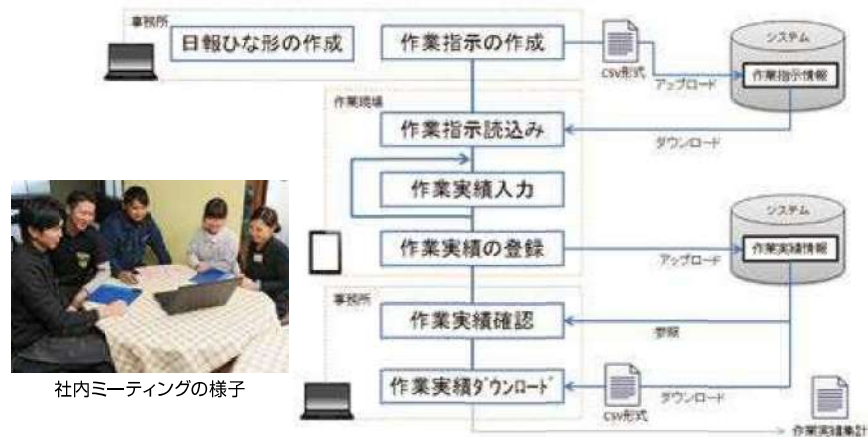 事務所
日報ひな形の作成
作業指示の作成
csv形式
アップロード
システム
作業指示情報
作業現場
作業指示読込み
ダウンロード
作業実績入力
作業実績の登録
アップロード
システム
作業実績情報
事務所
作業実績確認
参照
作業実績ダウンロード
csv形式
ダウンロード
作業実績集計
社内ミーティングの様子